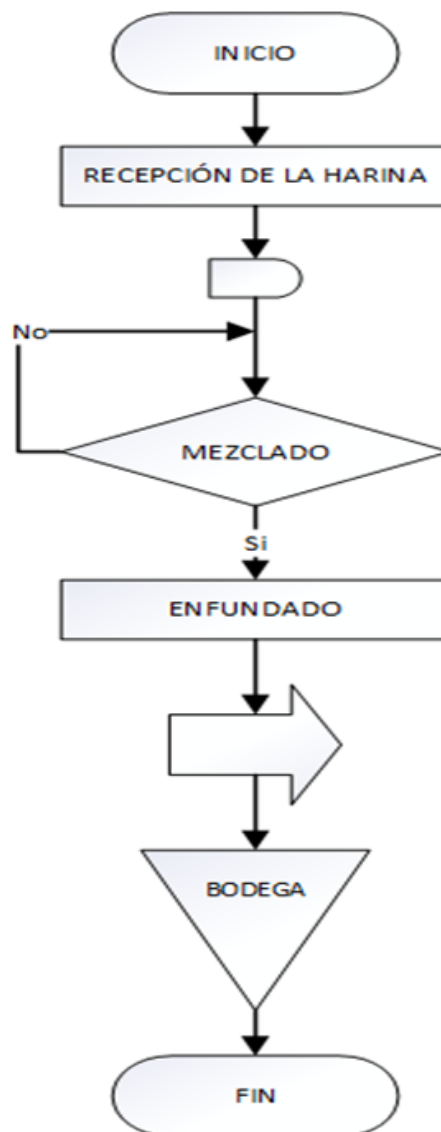 INICIO
RECEPCIÓN DE LA HARINA
No
MEZCLADO
Si
ENFUNDADO
BODEGA
FIN